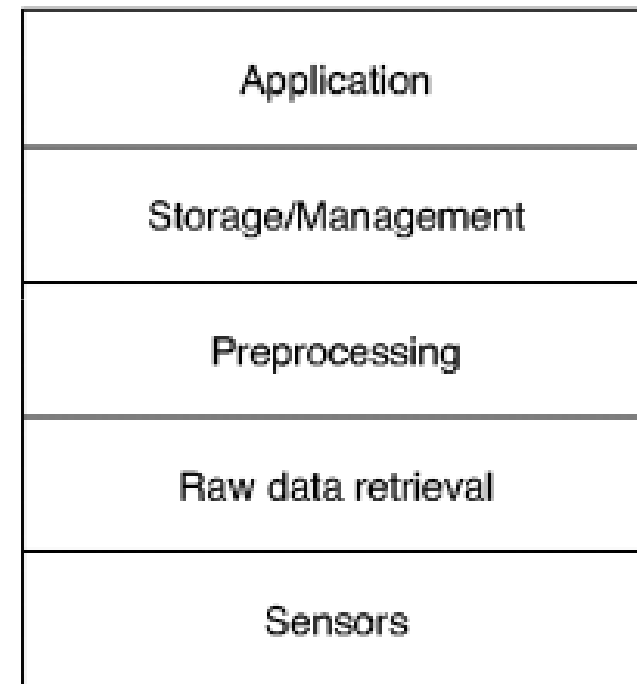 Application
Storage/Management
Preprocessing
Raw data retrieval
Sensors